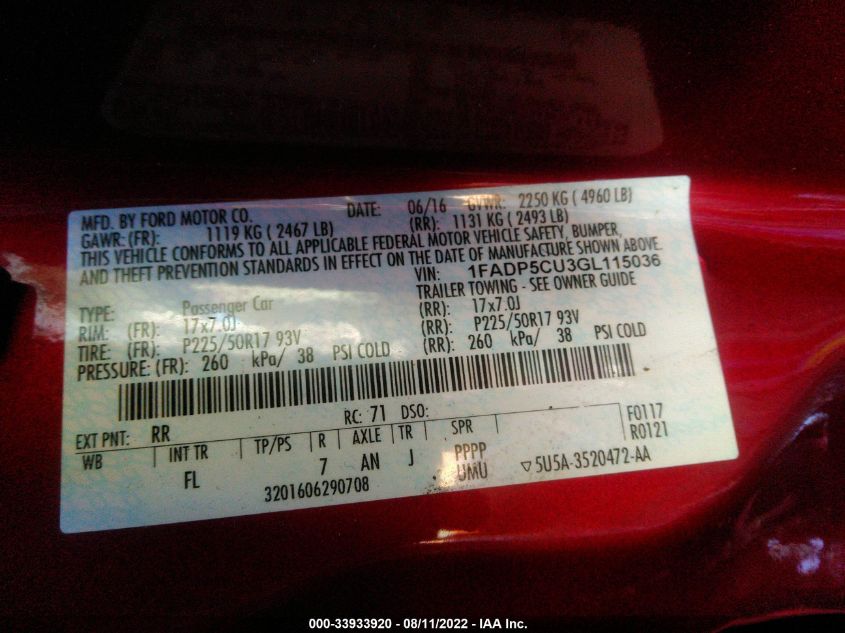 MFD. BY FORD MOTOR CO. DATE: 06/16 GVWR: 2250 KG ( 4960 LB)
GAWR: (FR): 1119 KG ( 2467 LB) (RR): 1131 KG ( 2493 LB)
THIS VEHICLE CONFORMS TO ALL APPLICABLE FEDERAL MOTOR VEHICLE SAFETY, BUMPER,
AND THEFT PREVENTION STANDARDS IN EFFECT ON THE DATE OF MANUFACTURE SHOWN ABOVE.
VIN: 1FADP5CU3GL115036
TYPE: Passenger Car TRAILER TOWING - SEE OWNER GUIDE
RIM: (FR): 17x7.0J (RR): 17x7.0J
TIRE: (FR): P225/50R17 93V (RR): P225/50R17 93V
PRESSURE: (FR): 260 kPa/ 38 PSI COLD (RR): 260 kPa/ 38 PSI COLD
RC: 71 DSO:
EXT PNT: RR F0117
WB INT TR TP/PS R AXLE TR SPR R0121
FL 7 AN J PPPP
UMU ▽5U5A-3520472-AA
3201606290708
000-33933920 - 08/11/2022 - IAA Inc.